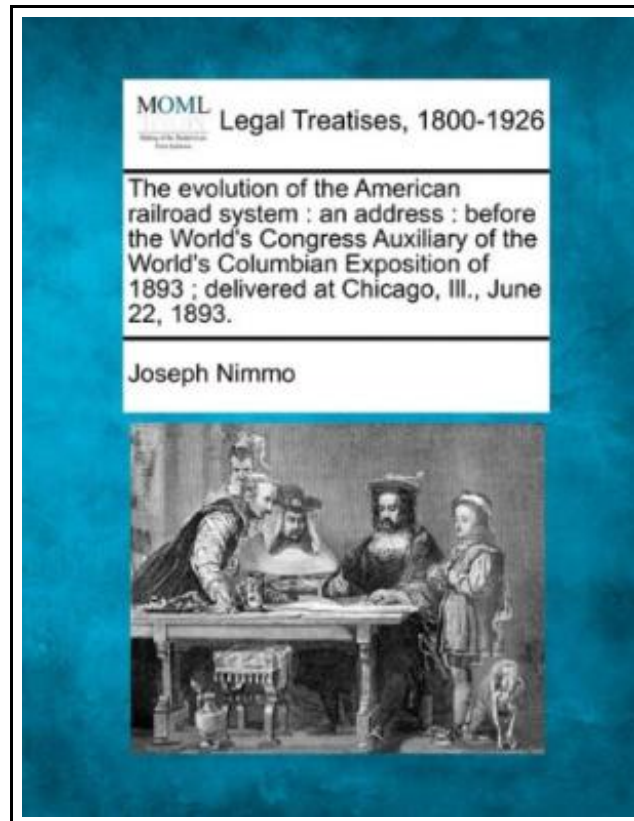 MOML
Legal Treatises, 1800-1926
The evolution of the American
railroad system : an address : before
the World's Congress Auxiliary of the
World's Columbian Exposition of
1893 ; delivered at Chicago, Ill., June
22, 1893.
Joseph Nimmo